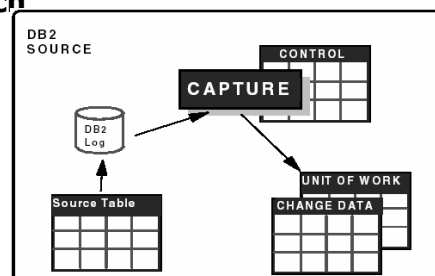 DB2
SOURCE
CONTROL
CAPTURE
DB2
Log
UNIT OF WORK
Source Table
CHANGE DATA